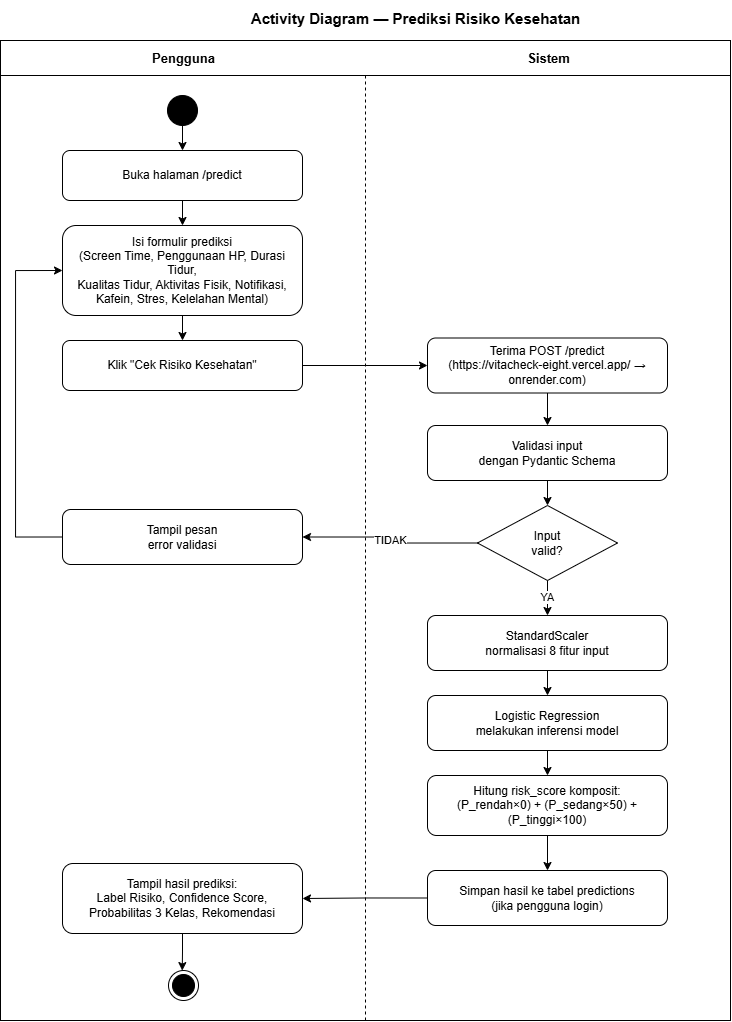 Activity Diagram — Prediksi Risiko Kesehatan
Pengguna
Sistem
Buka halaman /predict
Isi formulir prediksi
(Screen Time, Penggunaan HP, Durasi
Tidur,
Kualitas Tidur, Aktivitas Fisik, Notifikasi,
Kafein, Stres, Kelelahan Mental)
Klik "Cek Risiko Kesehatan"
Terima POST /predict
(https://vitacheck-eight.vercel.app/ →
onrender.com)
Validasi input
dengan Pydantic Schema
Input
valid?
TIDAK
Tampil pesan
error validasi
YA
StandardScaler
normalisasi 8 fitur input
Logistic Regression
melakukan inferensi model
Hitung risk_score komposit:
(P_rendah×0) + (P_sedang×50) +
(P_tinggi×100)
Simpan hasil ke tabel predictions
(jika pengguna login)
Tampil hasil prediksi:
Label Risiko, Confidence Score,
Probabilitas 3 Kelas, Rekomendasi